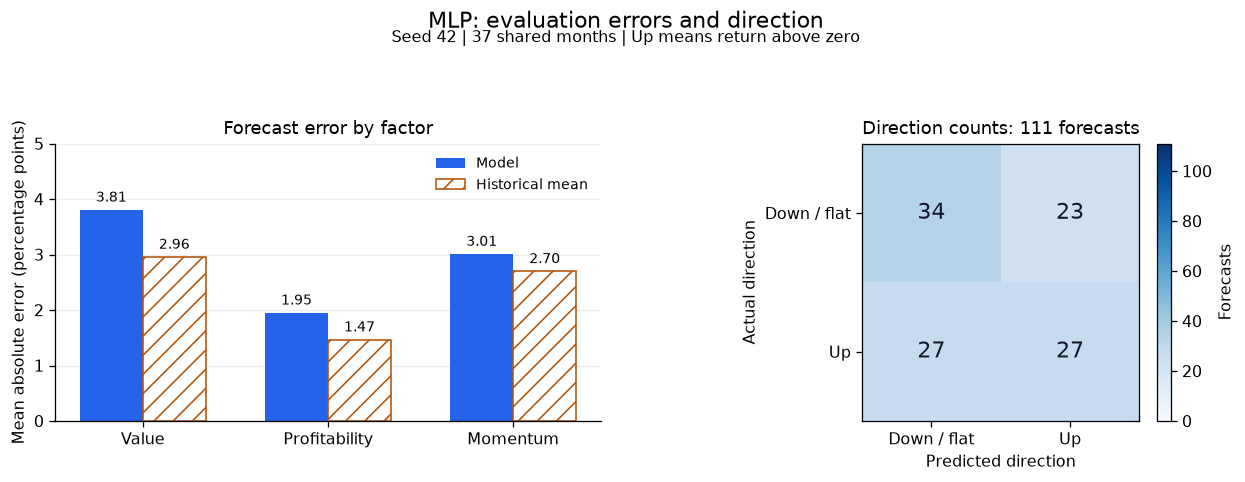 MLP: evaluation errors and direction
Seed 42 | 37 shared months | Up means return above zero
Forecast error by factor
Mean absolute error (percentage points)
5
4
3
2
1
0
Model
Historical mean
3.81
2.96
1.95
1.47
3.01
2.70
Value
Profitability
Momentum
Direction counts: 111 forecasts
Actual direction
Down / flat
Up
34
23
27
27
Down / flat
Up
Predicted direction
100
80
60
40
20
0
Forecasts